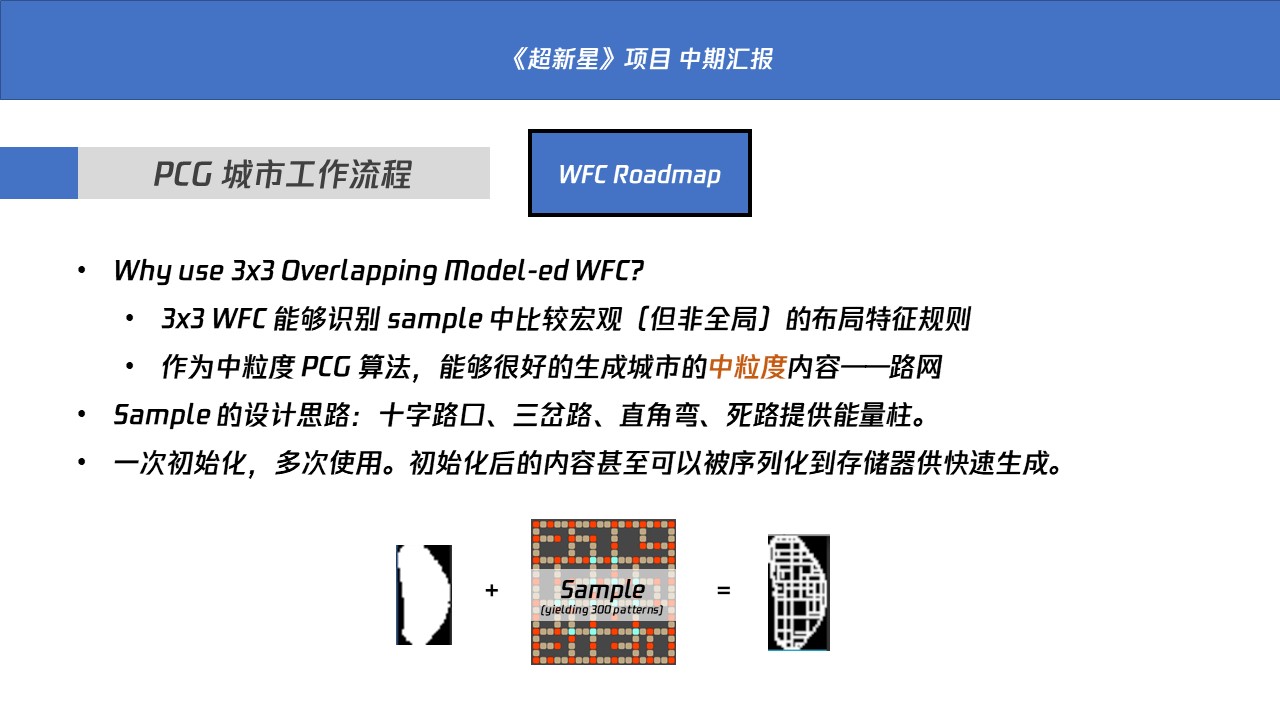 《超新星》项目 中期汇报
PCG 城市工作流程
WFC Roadmap
• Why use 3x3 Overlapping Model-ed WFC?
• 3x3 WFC 能够识别 sample 中比较宏观（但非全局）的布局特征规则
• 作为中粒度 PCG 算法，能够很好的生成城市的中粒度内容——路网
• Sample 的设计思路：十字路口、三岔路、直角弯、死路提供能量柱。
• 一次初始化，多次使用。初始化后的内容甚至可以被序列化到存储器供快速生成。
+
Sample
(yielding 300 patterns)
=